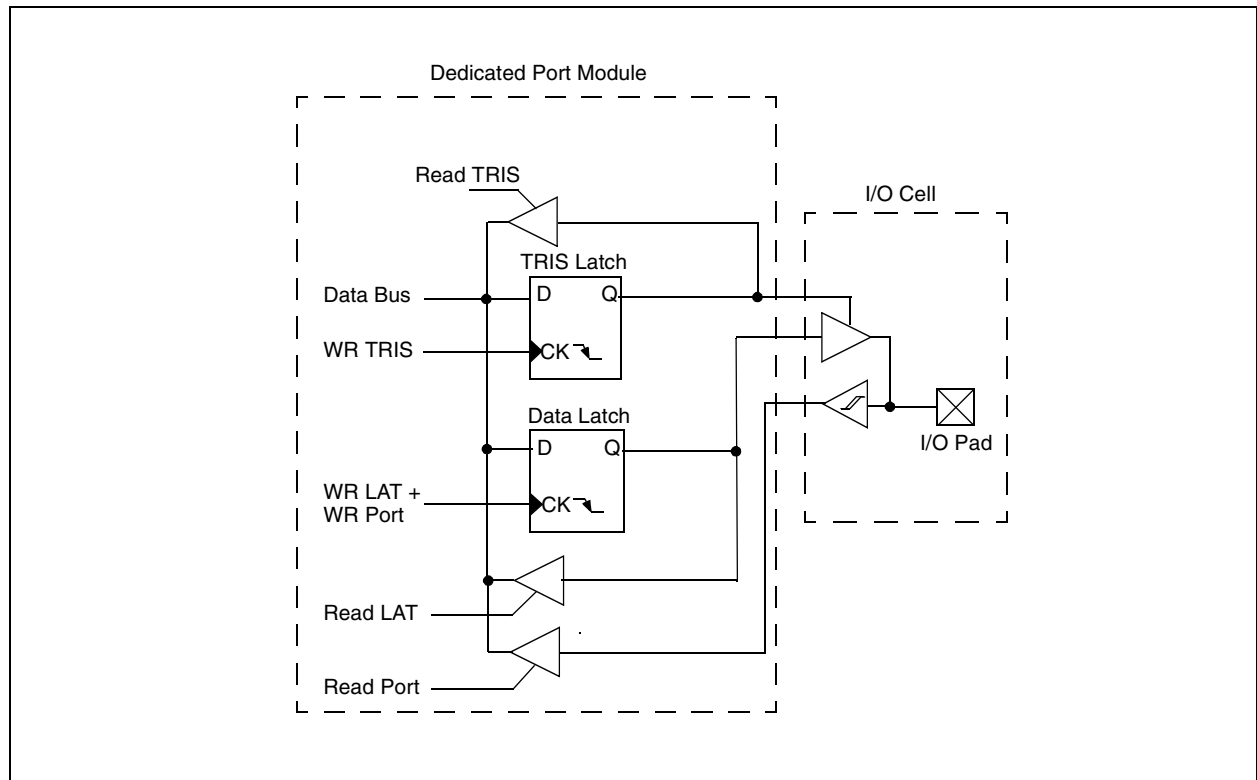 Dedicated Port Module
Read TRIS
I/O Cell
TRIS Latch
Data Bus
D
Q
WR TRIS
CK
I/O Pad
Data Latch
D
Q
WR LAT +
WR Port
CK
Read LAT
Read Port